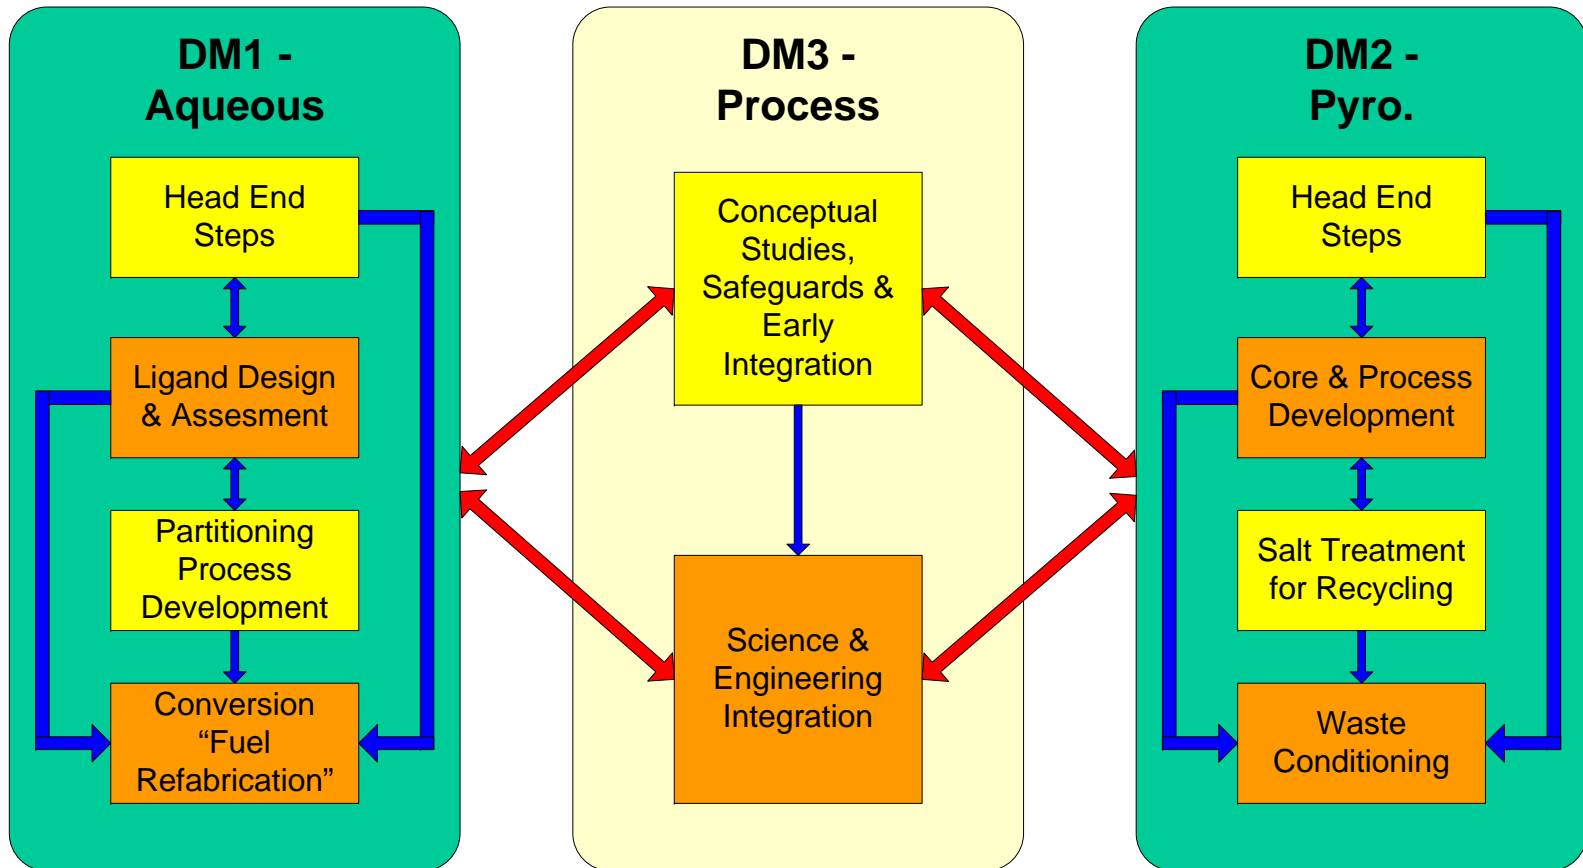 DM1 -
Aqueous
Head End
Steps
Ligand Design
& Assesment
Partitioning
Process
Development
Conversion
“Fuel
Refabrication”
DM3 -
Process
Conceptual
Studies,
Safeguards &
Early
Integration
Science &
Engineering
Integration
DM2 -
Pyro.
Head End
Steps
Core & Process
Development
Salt Treatment
for Recycling
Waste
Conditioning